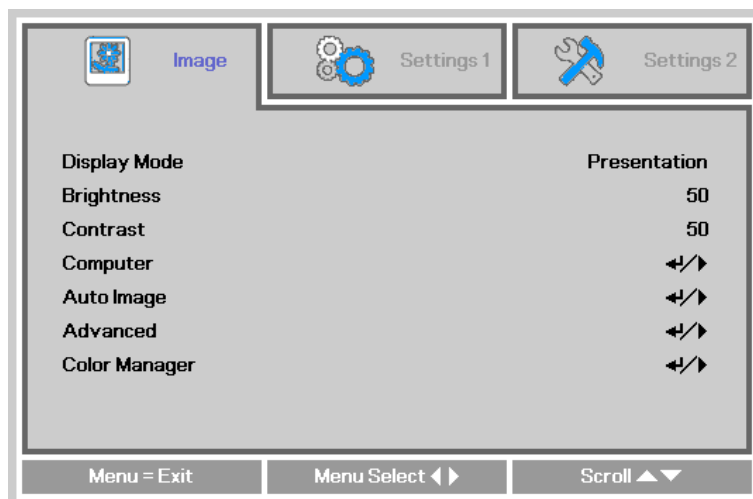 Image Settings 1 Settings 2
Display Mode Presentation
Brightness 50
Contrast 50
Computer
Auto Image
Advanced
Color Manager
Menu = Exit Menu Select Scroll